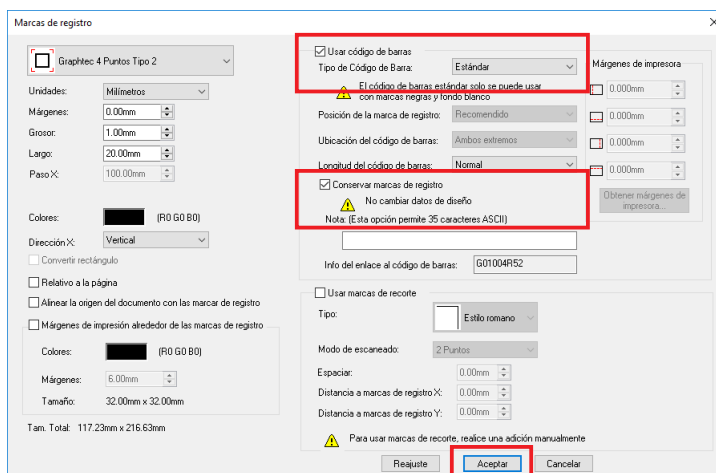 Marcas de registro
Graphtec 4 Puntos Tipo 2
Unidades: Milímetros
Márgenes: 0.00mm
Grosor: 1.00mm
Largo: 20.00mm
Paso X: 100.00mm
Colores: (R0 G0 B0)
Dirección X: Vertical
Convertir rectángulo
Relativo a la página
Alinear la origen del documento con las marcar de registro
Márgenes de impresión alrededor de las marcas de registro
Colores: (R0 G0 B0)
Márgenes: 6.00mm
Tamaño: 32.00mm x 32.00mm
Tam. Total: 117.23mm x 216.63mm
Usar código de barras
Tipo de Código de Barra: Estándar
El código de barras estándar solo se puede usar
con marcas negras y fondo blanco
Posición de la marca de registro: Recomendido
Ubicación del código de barras: Ambos extremos
Longitud del código de barras: Normal
Conservar marcas de registro
No cambiar datos de diseño
Nota: (Esta opción permite 35 caracteres ASCII)
Info del enlace al código de barras: G01004R52
Márgenes de impresora
0.000mm
0.000mm
0.000mm
0.000mm
Obtener márgenes de
impresora...
Usar marcas de recorte
Tipo: Estilo romano
Modo de escaneado: 2 Puntos
Espaciar: 0.00mm
Distancia a marcas de registro X: 0.00mm
Distancia a marcas de registro Y: 0.00mm
Para usar marcas de recorte, realice una adición manualmente
Reajuste Aceptar Cancelar